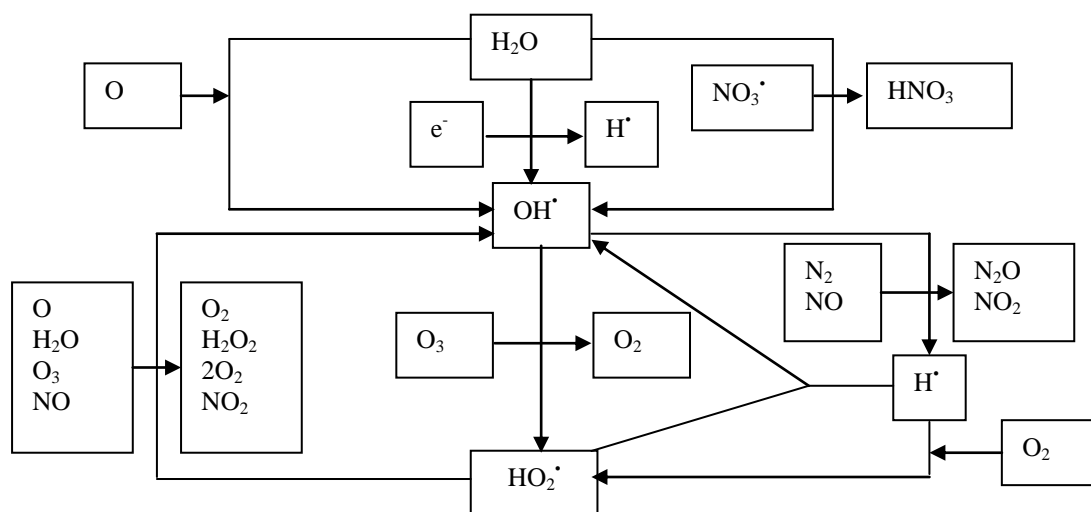 H₂O
O
NO₃•
HNO₃
e⁻
H•
OH•
N₂
NO
N₂O
NO₂
O
H₂O
O₃
NO
O₂
H₂O₂
2O₂
NO₂
O₃
O₂
H•
HO₂•
O₂